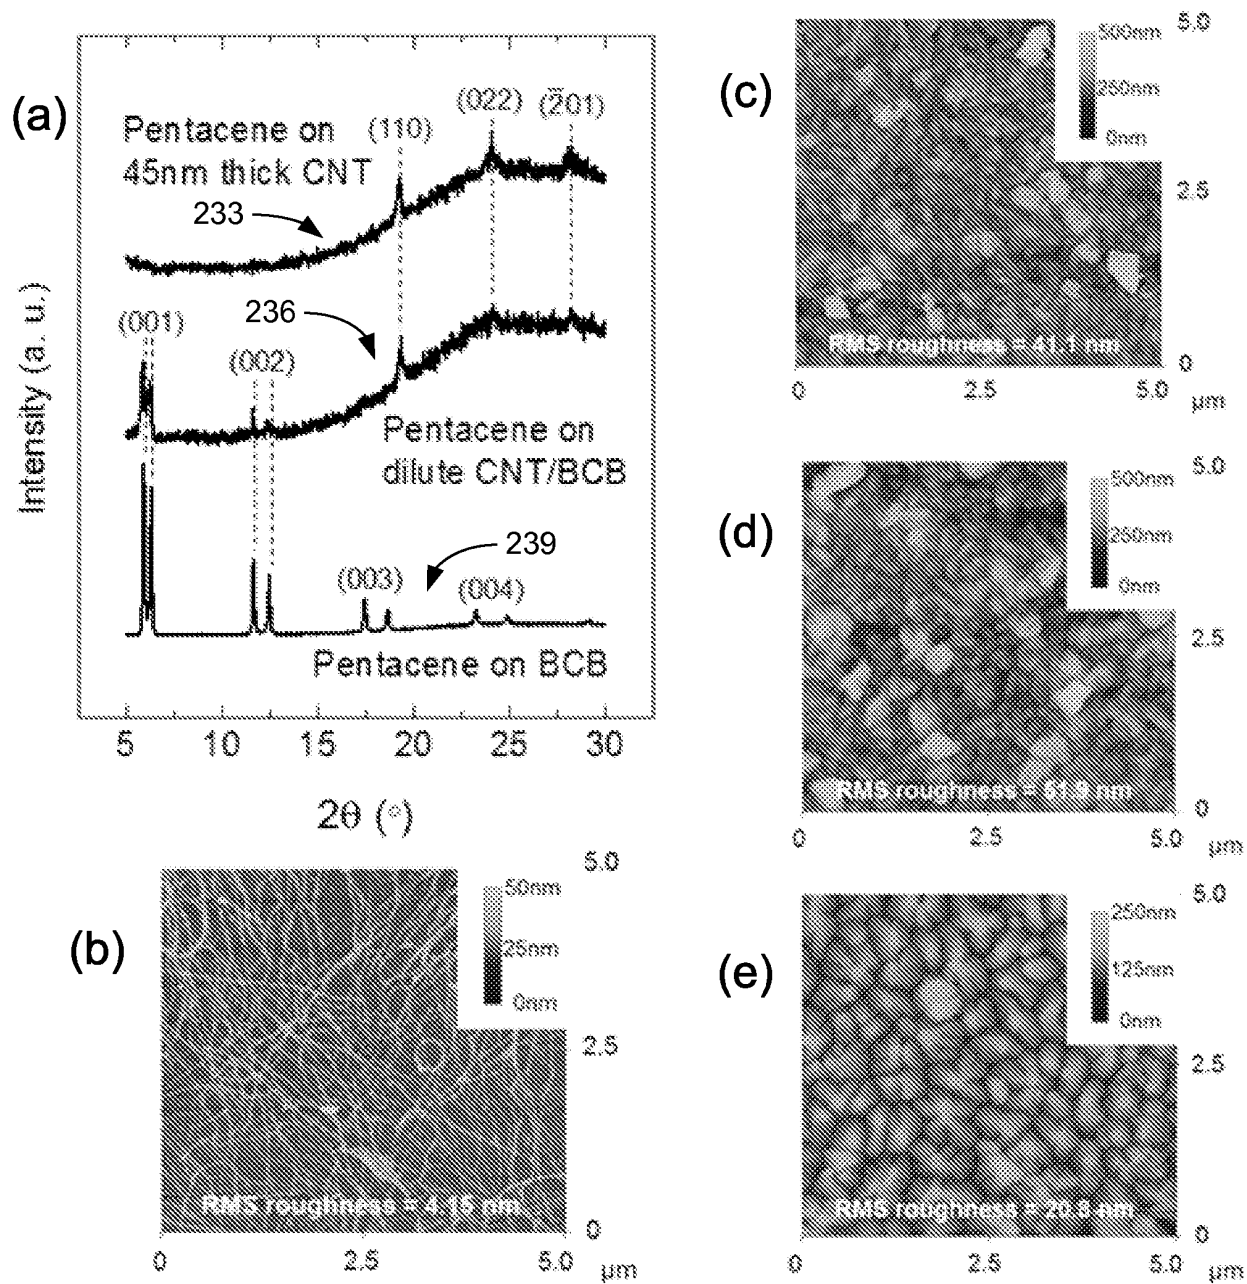 (a)
Pentacene on
45nm thick CNT
(110)
(022)
(2̅01)
233
(001)
236
(002)
Pentacene on
dilute CNT/BCB
239
(003)
(004)
Pentacene on BCB
Intensity (a. u.)
5
10
15
20
25
30
2θ (°)
(b)
50nm
25nm
0nm
RMS roughness = 4.15 nm
5.0
2.5
0
0
2.5
5.0
µm
(c)
500nm
250nm
0nm
RMS roughness = 41.1 nm
5.0
2.5
0
0
2.5
5.0
µm
(d)
500nm
250nm
0nm
RMS roughness = 51.9 nm
5.0
2.5
0
0
2.5
5.0
µm
(e)
250nm
125nm
0nm
RMS roughness = 20.8 nm
5.0
2.5
0
0
2.5
5.0
µm